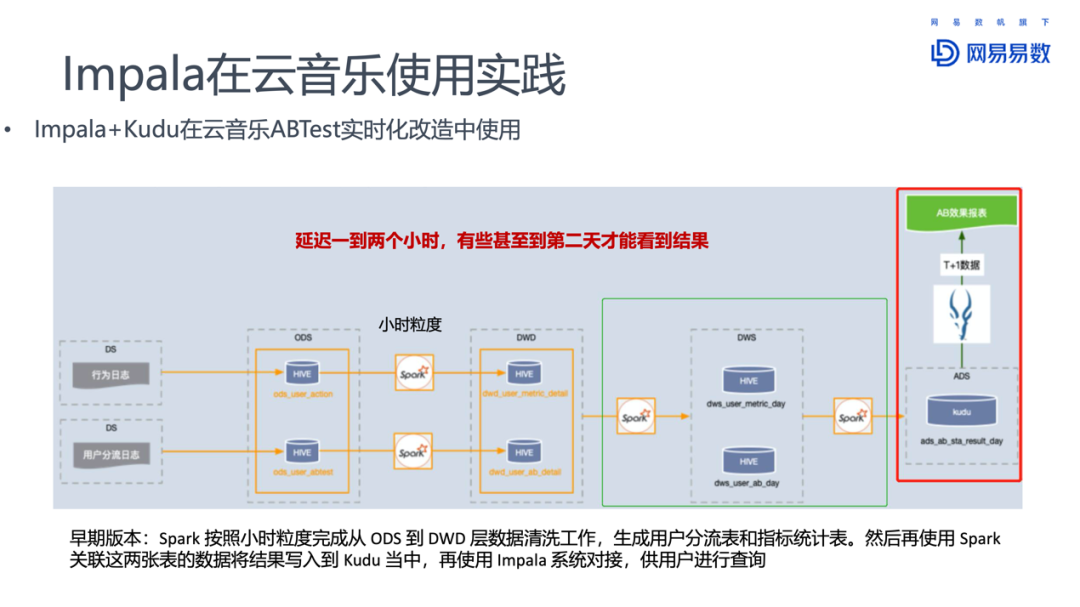 网易数帆旗下
网易易数
Impala在云音乐使用实践
• Impala+Kudu在云音乐ABTest实时化改造中使用
延迟一到两个小时，有些甚至到第二天才能看到结果
AB效果报表
T+1数据
小时粒度
DS
行为日志
ODS
HIVE
ods_user_action
Spark
DWD
HIVE
dwd_user_metric_detail
DS
用户分流日志
HIVE
ods_user_abtest
Spark
HIVE
dwd_user_ab_detail
Spark
DWS
HIVE
dws_user_metric_day
HIVE
dws_user_ab_day
Spark
ADS
kudu
ads_ab_sta_result_day
早期版本：Spark 按照小时粒度完成从 ODS 到 DWD 层数据清洗工作，生成用户分流表和指标统计表。然后再使用 Spark
关联这两张表的数据将结果写入到 Kudu 当中，再使用 Impala 系统对接，供用户进行查询